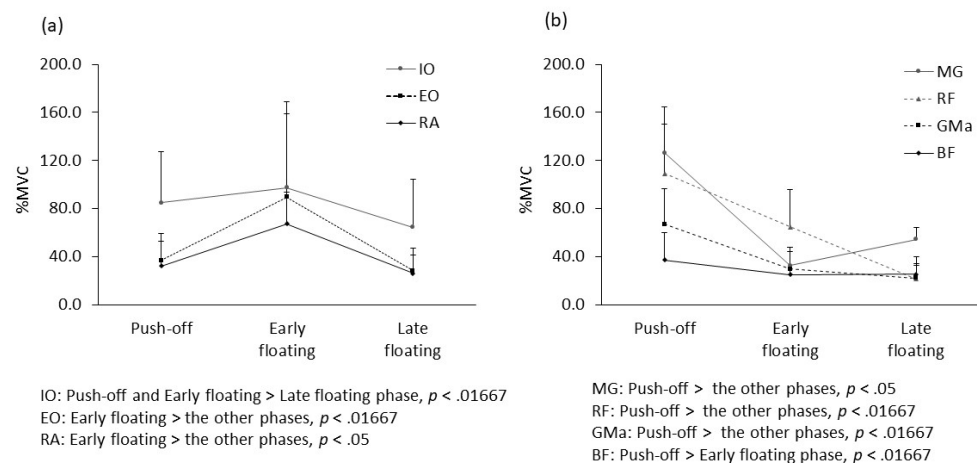 (a)
200.0
160.0
120.0
80.0
40.0
0.0
%MVC
IO
EO
RA
Push-off
Early
floating
Late
floating
IO: Push-off and Early floating > Late floating phase, p < .01667
EO: Early floating > the other phases, p < .01667
RA: Early floating > the other phases, p < .05
(b)
200.0
160.0
120.0
80.0
40.0
0.0
%MVC
MG
RF
GMa
BF
Push-off
Early
floating
Late
floating
MG: Push-off > the other phases, p < .05
RF: Push-off > the other phases, p < .01667
GMa: Push-off > the other phases, p < .01667
BF: Push-off > Early floating phase, p < .01667